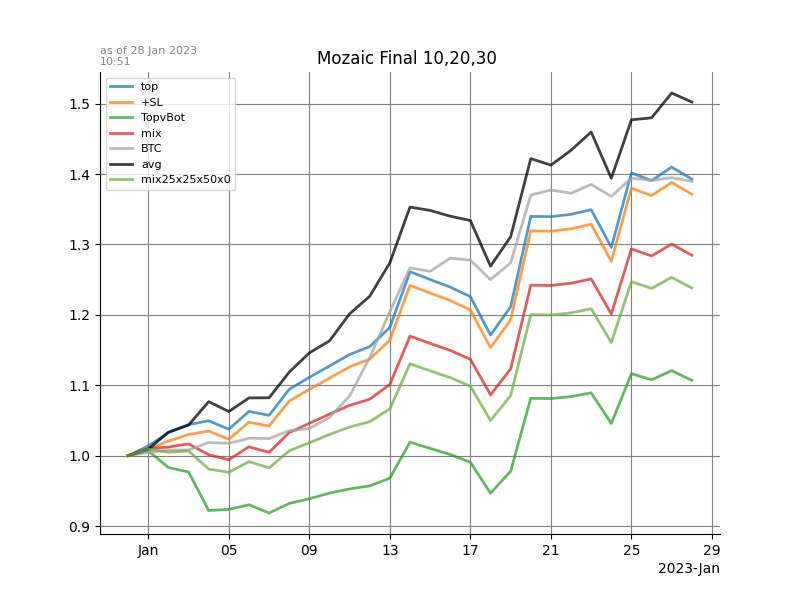 as of 28 Jan 2023
10:51
Mozaic Final 10,20,30
top
+SL
TopvBot
mix
BTC
avg
mix25x25x50x0
1.5
1.4
1.3
1.2
1.1
1.0
0.9
Jan 05 09 13 17 21 25 29
2023-Jan